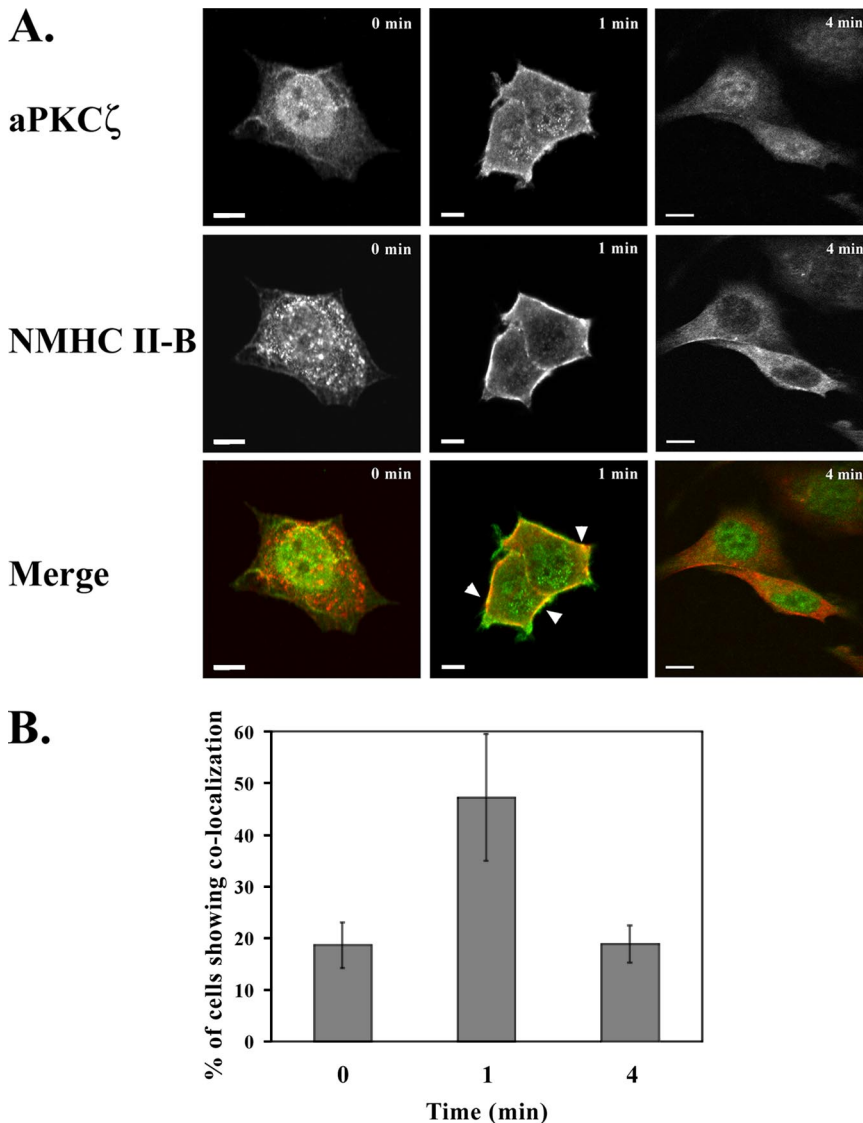 A.
0 min
1 min
4 min
aPKCζ
0 min
1 min
4 min
NMHC II-B
0 min
1 min
4 min
Merge
B.
% of cells showing co-localization
60
50
40
30
20
10
0
0 1 4
Time (min)